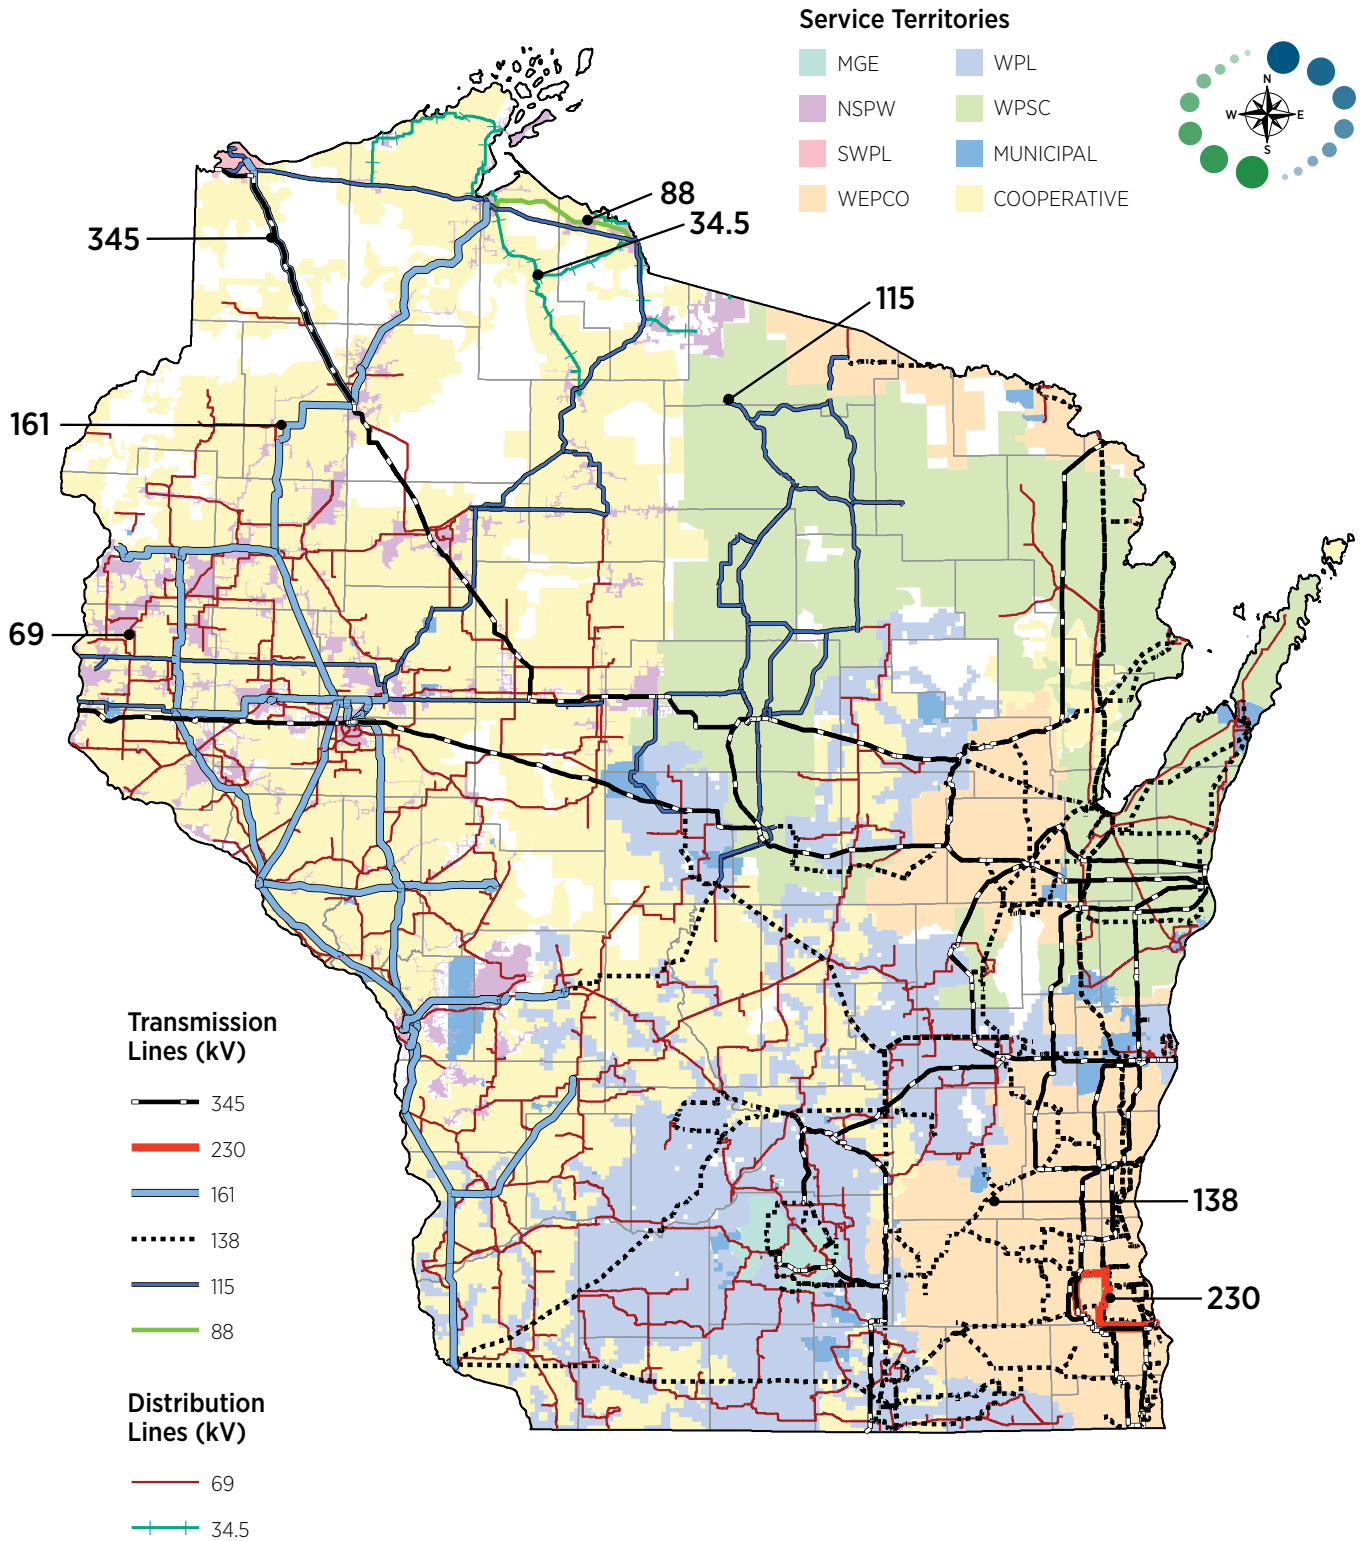 Service Territories
MGE
WPL
NSPW
WPSC
SWPL
MUNICIPAL
WEPCO
COOPERATIVE
N
W
E
S
88
34.5
345
115
161
69
138
230
Transmission
Lines (kV)
345
230
161
138
115
88
Distribution
Lines (kV)
69
34.5